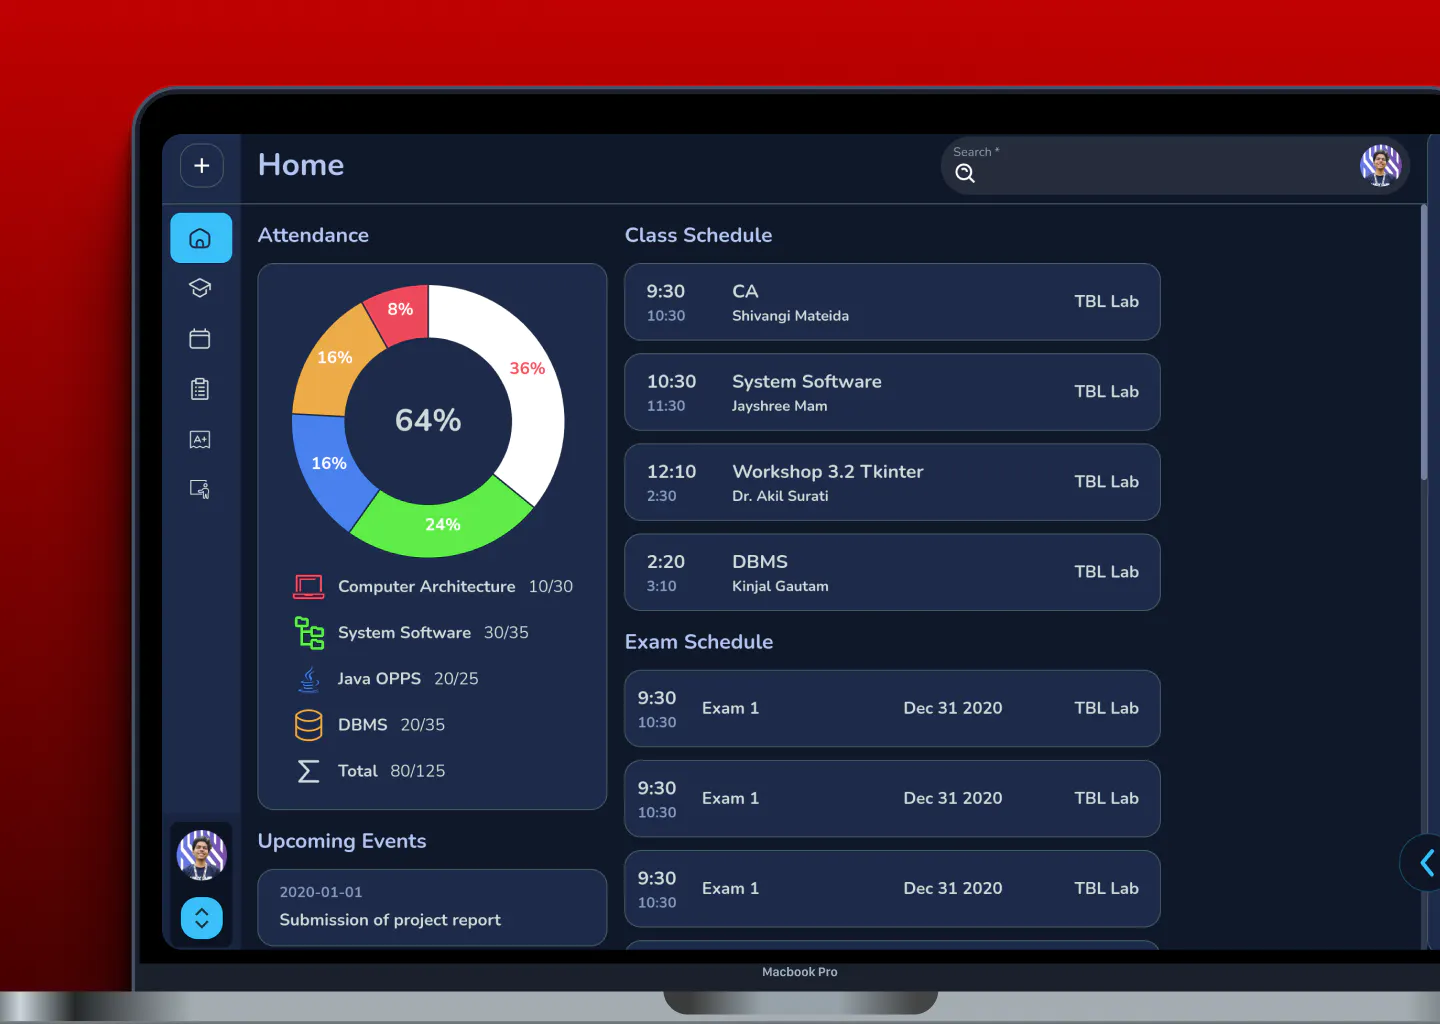 Home
Search *
Attendance
8%
36%
16%
64%
16%
24%
Computer Architecture 10/30
System Software 30/35
Java OPPS 20/25
DBMS 20/35
Total 80/125
Upcoming Events
2020-01-01
Submission of project report
Class Schedule
9:30 CA TBL Lab
10:30 Shivangi Mateida
10:30 System Software TBL Lab
11:30 Jayshree Mam
12:10 Workshop 3.2 Tkinter TBL Lab
2:30 Dr. Akil Surati
2:20 DBMS TBL Lab
3:10 Kinjal Gautam
Exam Schedule
9:30 Exam 1 Dec 31 2020 TBL Lab
10:30
9:30 Exam 1 Dec 31 2020 TBL Lab
10:30
9:30 Exam 1 Dec 31 2020 TBL Lab
10:30
A+
Macbook Pro